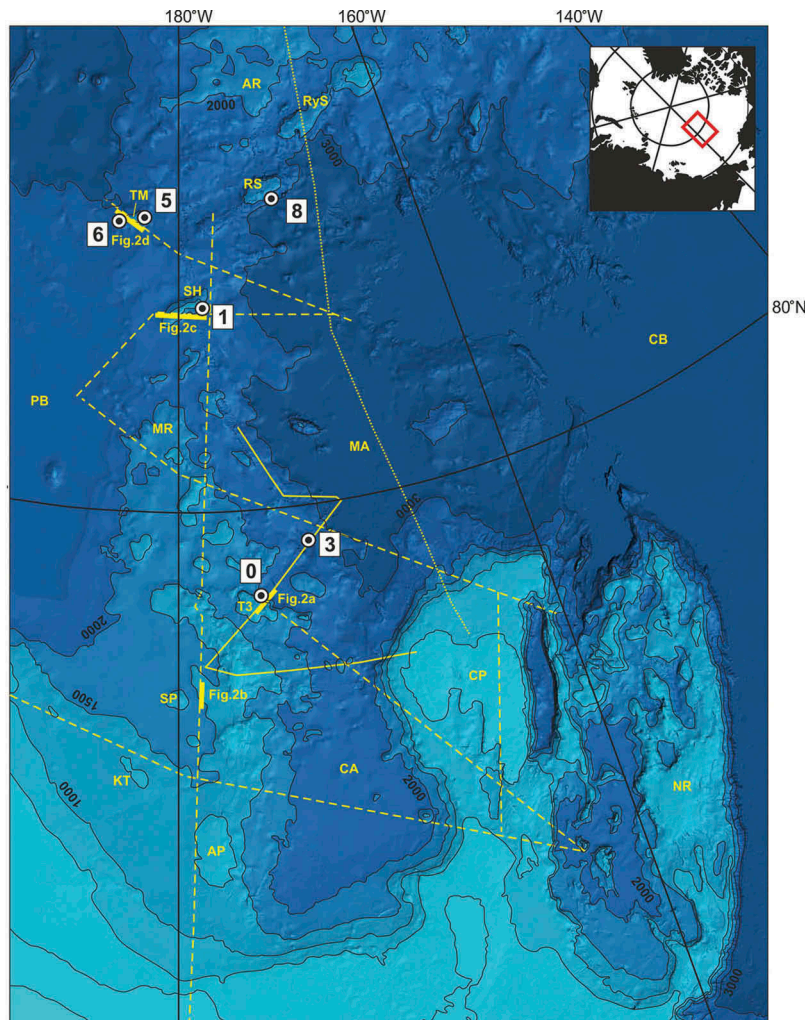 180°W
160°W
140°W
AR
2000
RyS
3000
TM
5
RS
8
6
Fig.2d
SH
1
Fig.2c
80°N
CB
PB
MR
MA
3000
0
3
T3
Fig.2a
2000
1500
SP
Fig.2b
CP
KT
1000
CA
2000
NR
AP
2000
3000